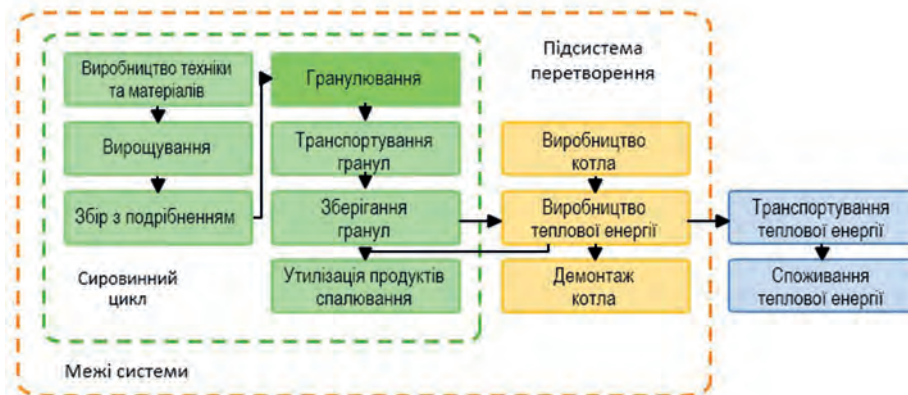 Підсистема
перетворення
Виробництво техніки
та матеріалів
Гранулювання
Вирощування
Транспортування
гранул
Виробництво
котла
Збір з подрібненням
Зберігання
гранул
Виробництво
теплової енергії
Транспортування
теплової енергії
Сировинний
цикл
Утилізація продуктів
спалювання
Демонтаж
котла
Споживання
теплової енергії
Межі системи